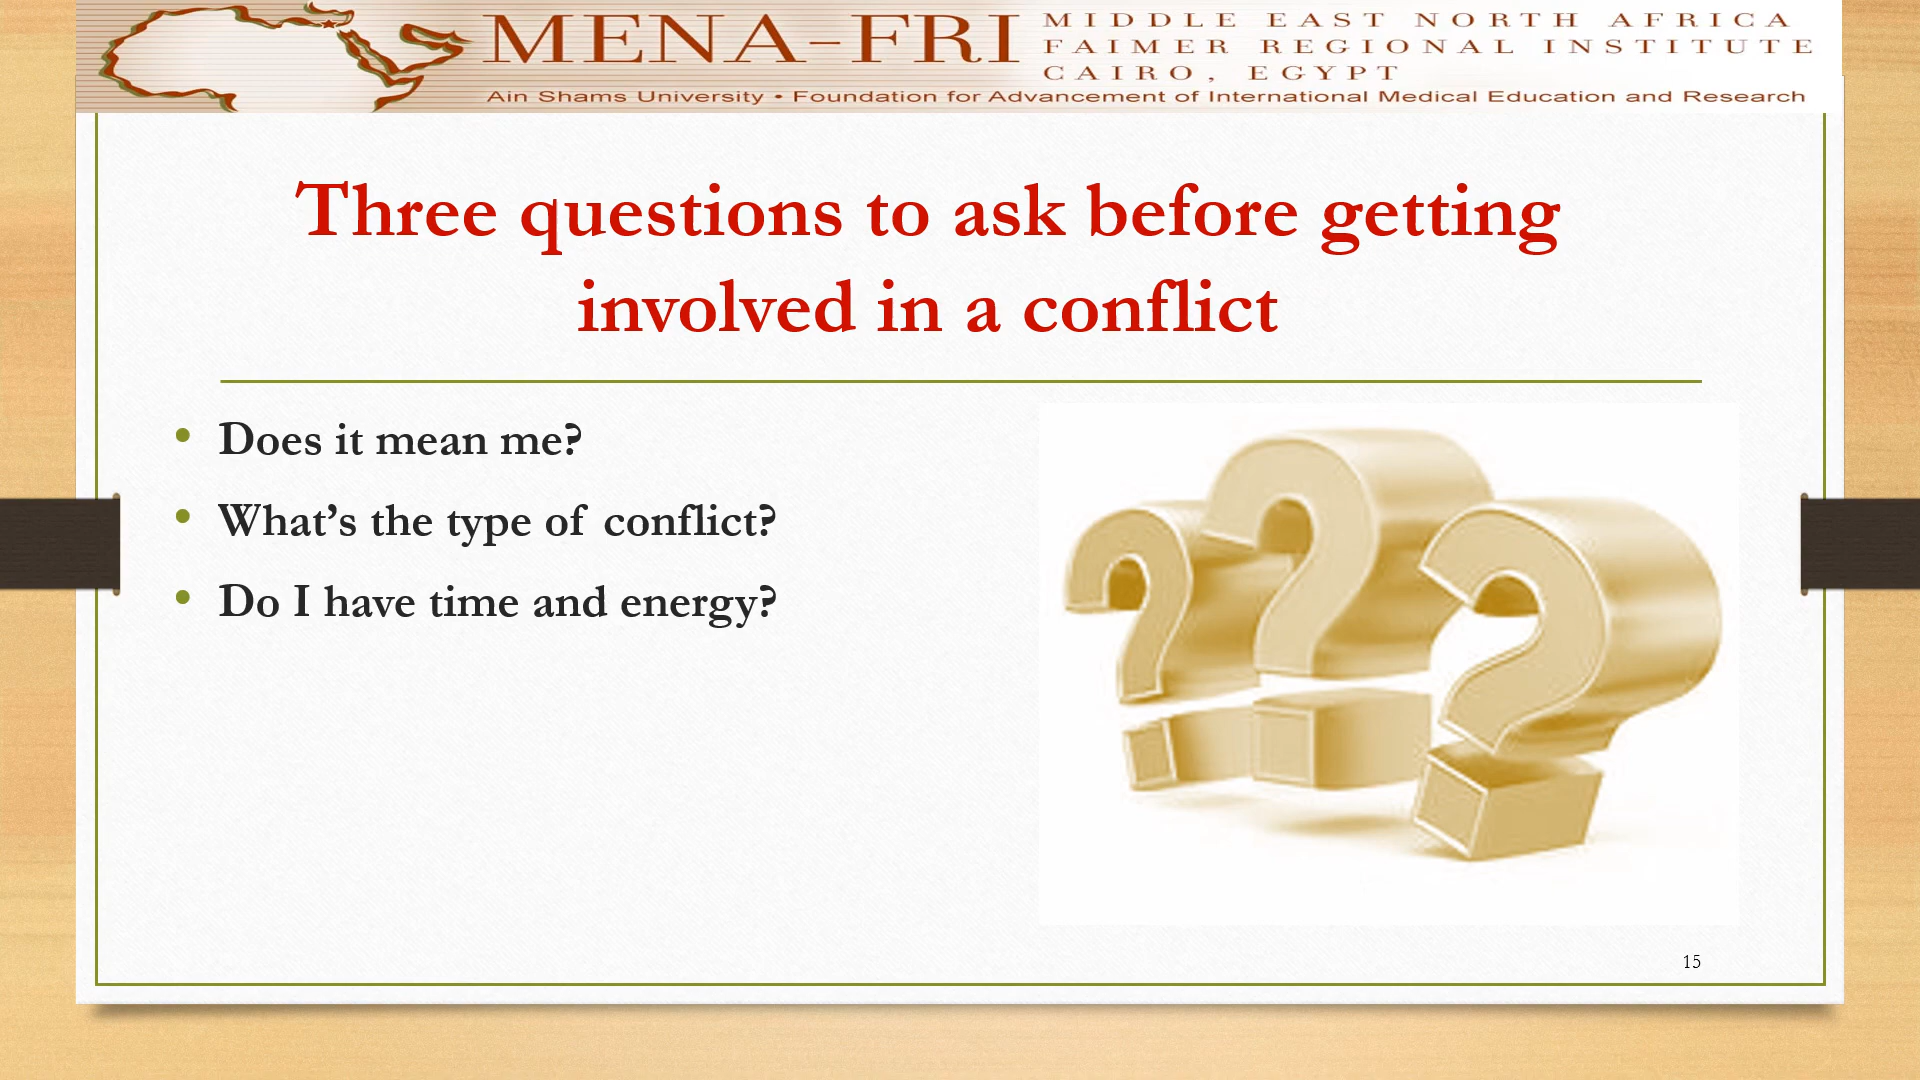 MENA-FRI
MIDDLE EAST NORTH AFRICA
FAIMER REGIONAL INSTITUTE
CAIRO, EGYPT
Ain Shams University • Foundation for Advancement of International Medical Education and Research
Three questions to ask before getting
involved in a conflict
• Does it mean me?
• What’s the type of conflict?
• Do I have time and energy?
15